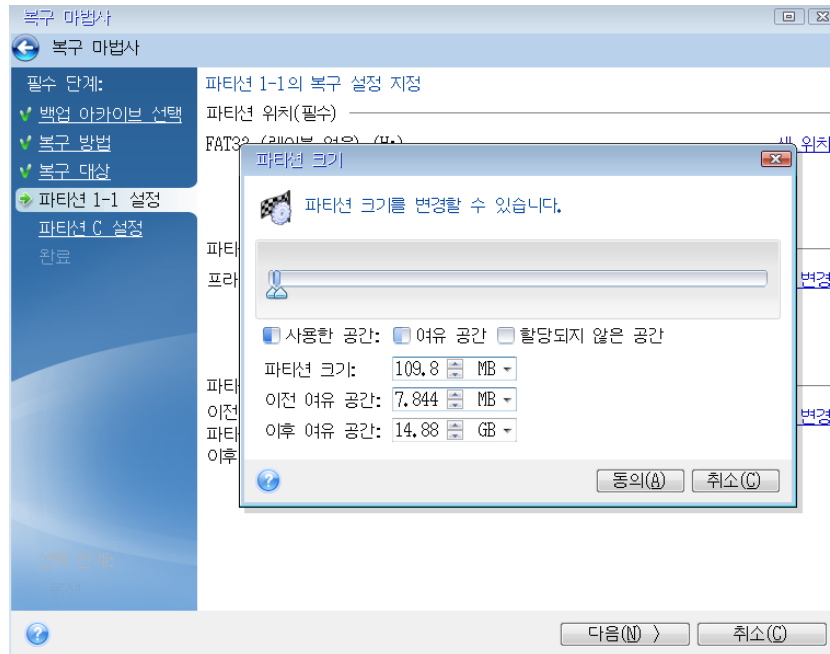 복구 마법사
복구 마법사
필수 단계:
백업 아카이브 선택
복구 방법
복구 대상
파티션 1-1 설정
파티션 C 설정
완료
파티션 1-1의 복구 설정 지정
파티션 위치(필수)
FAT32
위치
파티션 크기
파티션 크기를 변경할 수 있습니다.
사용한 공간: 여유 공간 할당되지 않은 공간
파티션 크기: 109.8 MB
이전 여유 공간: 7.844 MB
이후 여유 공간: 14.88 GB
동의(A) 취소(C)
변경
변경
이전
이후
다음(N) 〉 취소(C)